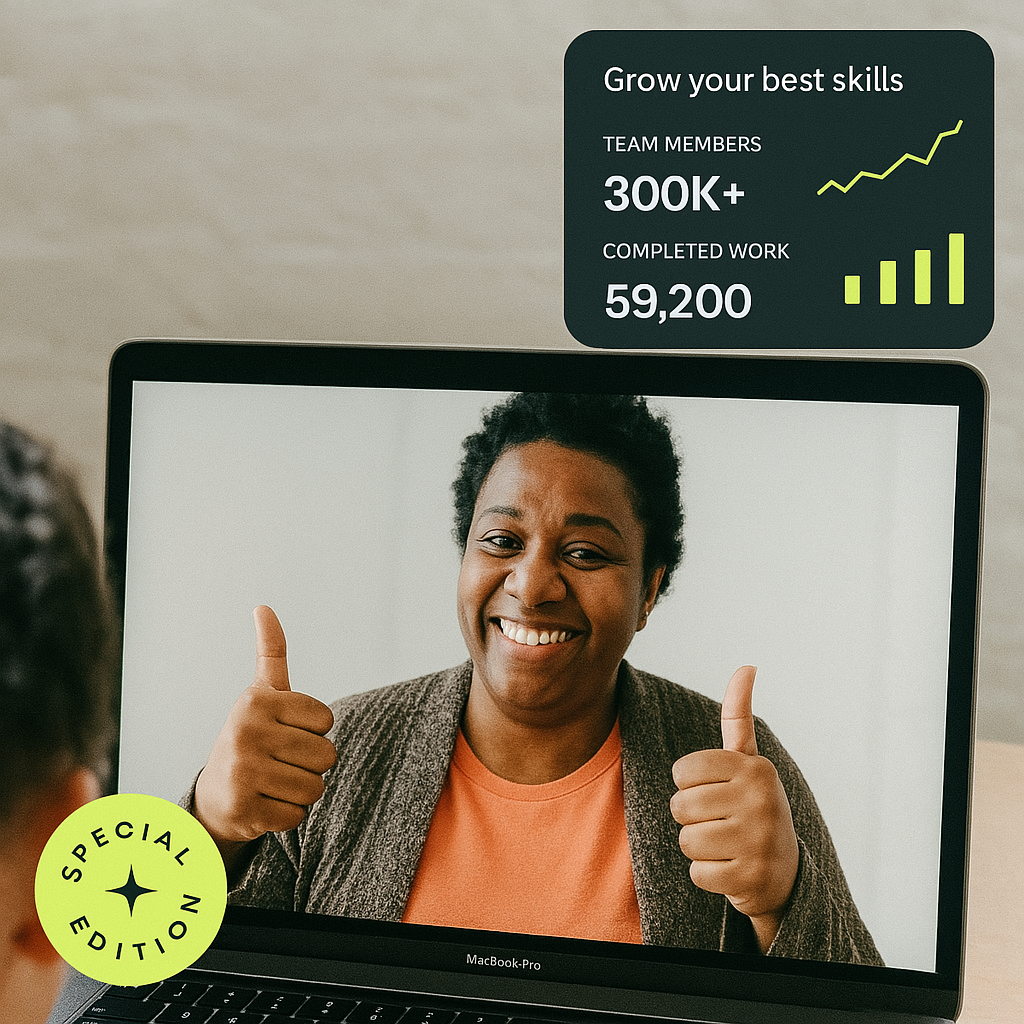 Grow your best skills
TEAM MEMBERS
300K+
COMPLETED WORK
59,200
SPECIAL
EDITION
MacBook-Pro